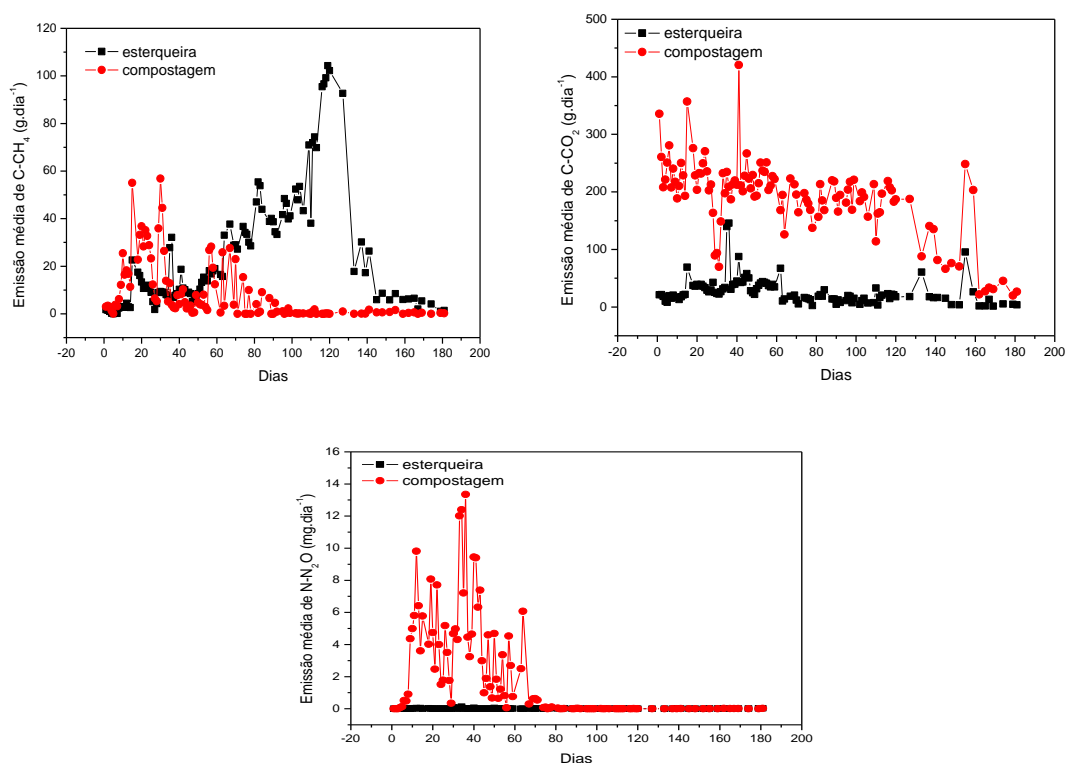 120
100
80
60
40
20
0
Emissão média de C-CH4 (g.dia-1)
esterqueira
compostagem
-20 0 20 40 60 80 100 120 140 160 180 200
Dias
500
400
300
200
100
0
-100
Emissão média de C-CO2 (g.dia-1)
esterqueira
compostagem
-20 0 20 40 60 80 100 120 140 160 180 200
Dias
16
14
12
10
8
6
4
2
0
Emissão média de N-N2O (mg.dia-1)
esterqueira
compostagem
-20 0 20 40 60 80 100 120 140 160 180 200
Dias